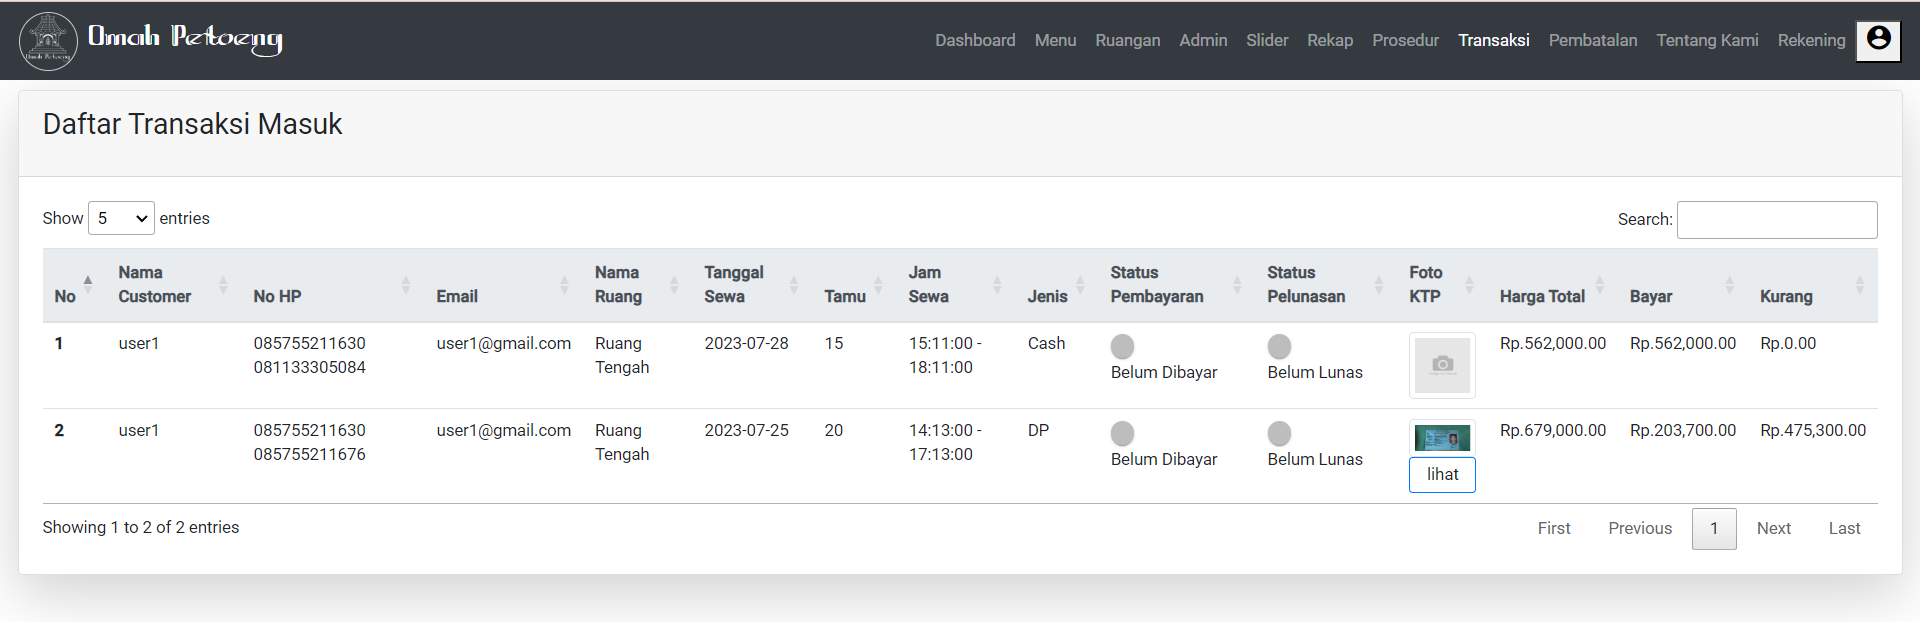 Omah Petoeng
Dashboard Menu Ruangan Admin Slider Rekap Prosedur Transaksi Pembatalan Tentang Kami Rekening
Daftar Transaksi Masuk
Show 5 entries
Search:
No Nama Customer No HP Email Nama Ruang Tanggal Sewa Tamu Jam Sewa Jenis Status Pembayaran Status Pelunasan Foto KTP Harga Total Bayar Kurang
1 user1 085755211630 081133305084 user1@gmail.com Ruang Tengah 2023-07-28 15 15:11:00 - 18:11:00 Cash Belum Dibayar Belum Lunas Rp.562,000.00 Rp.562,000.00 Rp.0.00
2 user1 085755211630 085755211676 user1@gmail.com Ruang Tengah 2023-07-25 20 14:13:00 - 17:13:00 DP Belum Dibayar Belum Lunas lihat Rp.679,000.00 Rp.203,700.00 Rp.475,300.00
Showing 1 to 2 of 2 entries
First Previous 1 Next Last